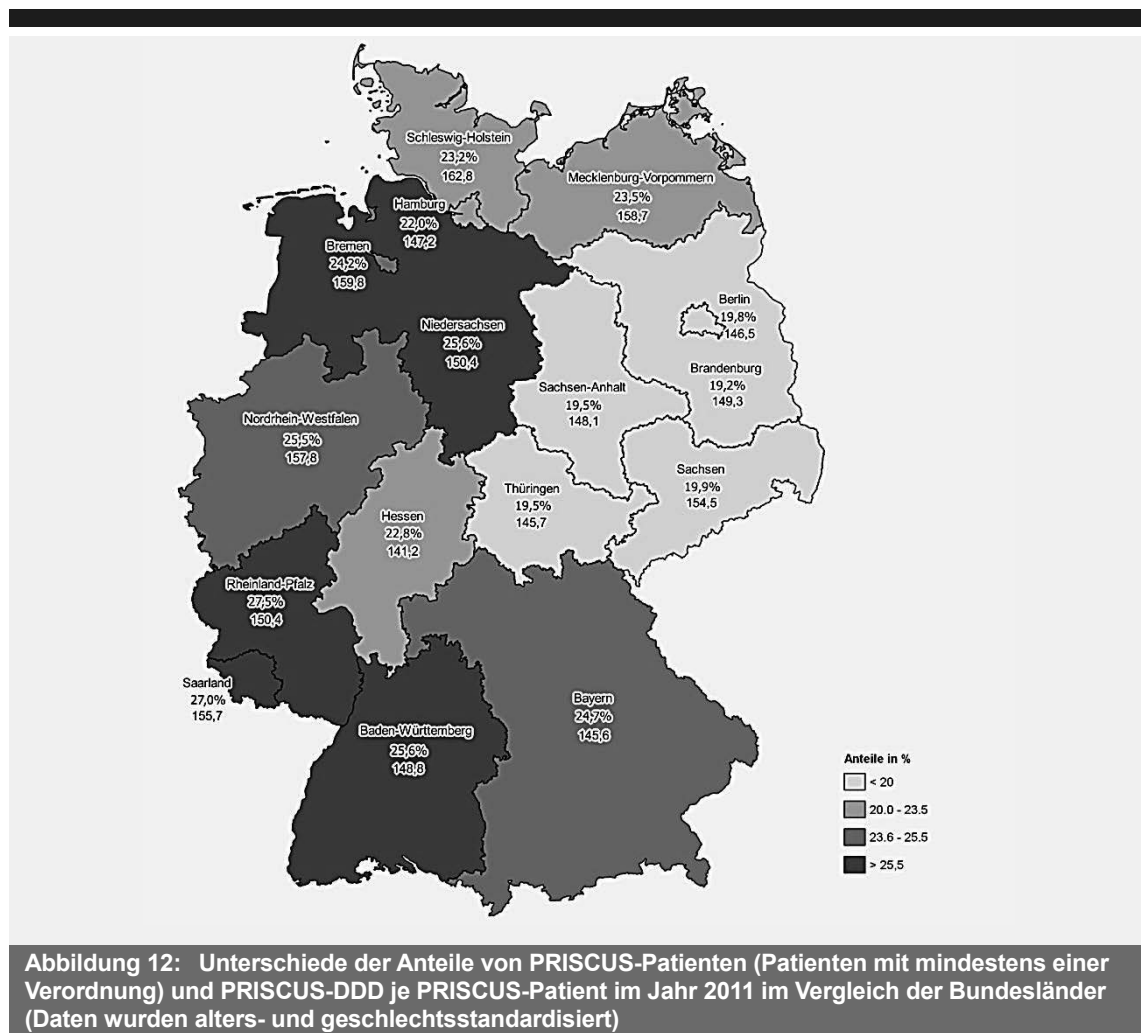 Schleswig-Holstein
23,2%
162,8
Mecklenburg-Vorpommern
23,5%
158,7
Hamburg
22,0%
147,2
Bremen
24,2%
159,8
Niedersachsen
25,6%
150,4
Berlin
19,8%
146,5
Brandenburg
19,2%
149,3
Sachsen-Anhalt
19,5%
148,1
Nordrhein-Westfalen
25,5%
157,8
Sachsen
19,9%
154,5
Thüringen
19,5%
145,7
Hessen
22,8%
141,2
Rheinland-Pfalz
27,5%
150,4
Saarland
27,0%
155,7
Baden-Württemberg
25,6%
148,8
Bayern
24,7%
145,6
Anteile in %
< 20
20.0 - 23.5
23.6 - 25.5
> 25,5
Abbildung 12: Unterschiede der Anteile von PRISCUS-Patienten (Patienten mit mindestens einer
Verordnung) und PRISCUS-DDD je PRISCUS-Patient im Jahr 2011 im Vergleich der Bundesländer
(Daten wurden alters- und geschlechtsstandardisiert)